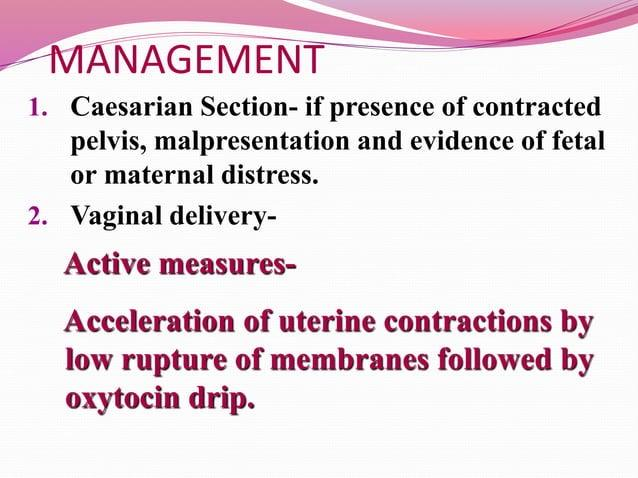 MANAGEMENT
1. Caesarian Section- if presence of contracted
pelvis, malpresentation and evidence of fetal
or maternal distress.
2. Vaginal delivery-
Active measures-
Acceleration of uterine contractions by
low rupture of membranes followed by
oxytocin drip.